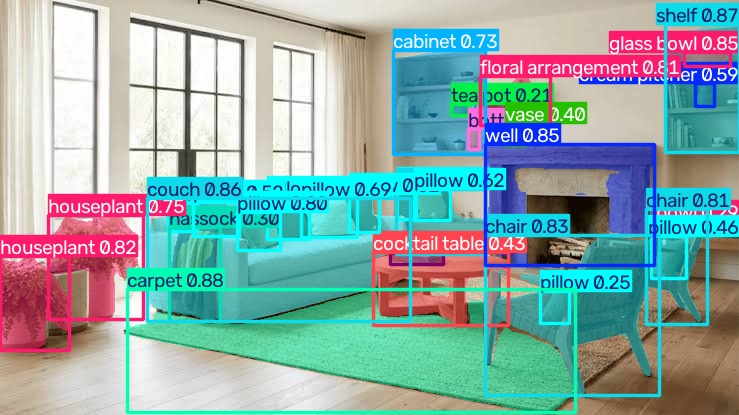 shelf 0.87
cabinet 0.73
glass bowl 0.85
floral arrangement 0.81
cream pitcher 0.59
teapot 0.21
vase 0.40
well 0.85
couch 0.86
pillow 0.69
pillow 0.62
houseplant 0.75
pillow 0.80
hassock 0.30
chair 0.81
chair 0.83
pillow 0.46
houseplant 0.82
cocktail table 0.43
carpet 0.88
pillow 0.25